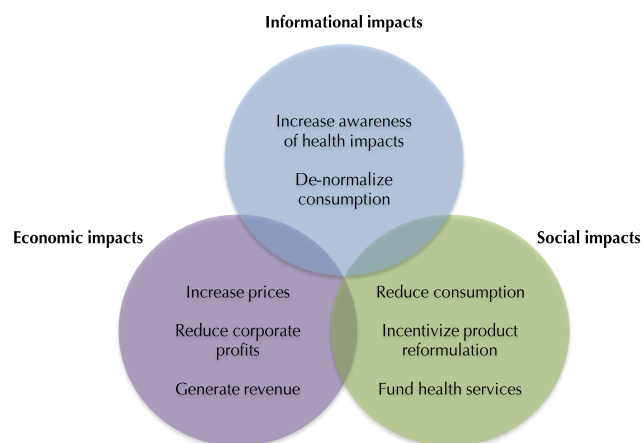 Informational impacts
Increase awareness
of health impacts
De-normalize
consumption
Economic impacts
Social impacts
Increase prices
Reduce corporate
profits
Generate revenue
Reduce consumption
Incentivize product
reformulation
Fund health services